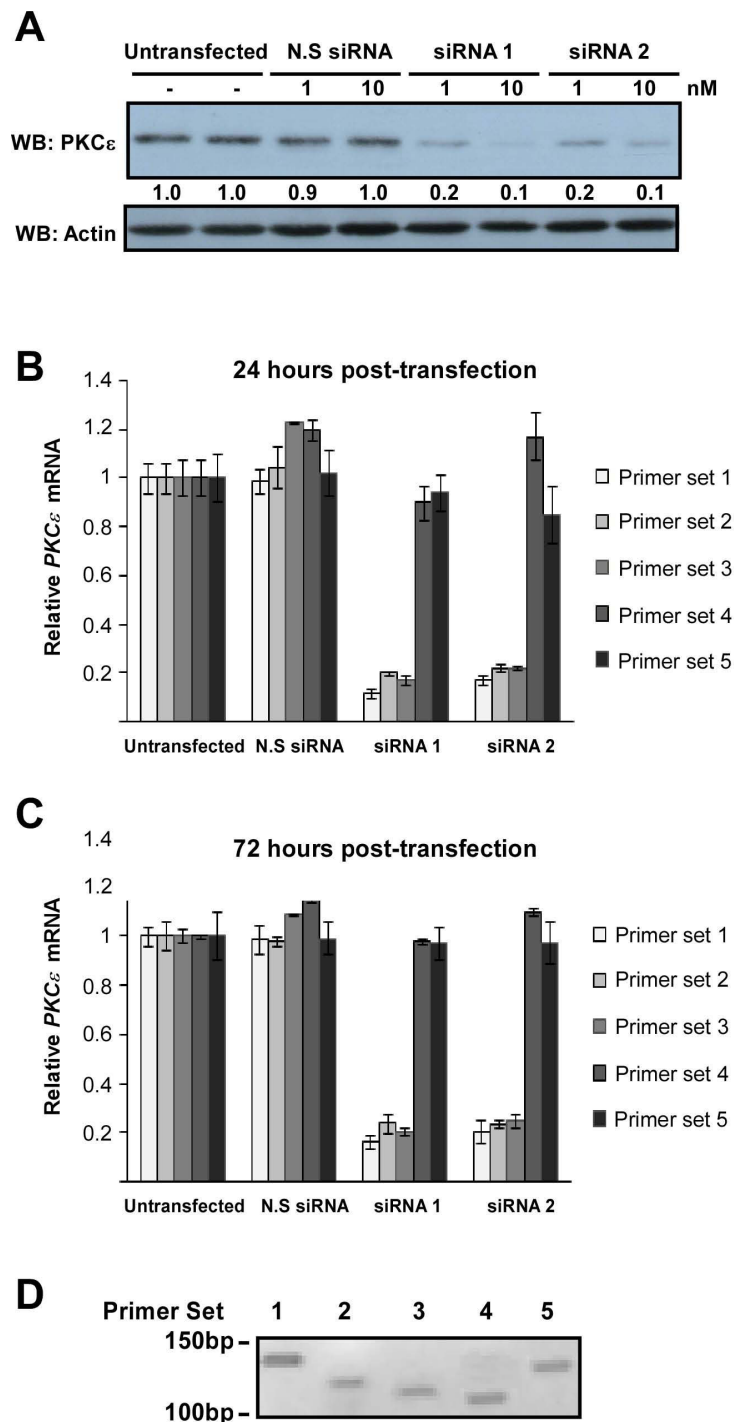 A
Untransfected N.S siRNA siRNA 1 siRNA 2
- - 1 10 1 10 1 10 nM
WB: PKCε
1.0 1.0 0.9 1.0 0.2 0.1 0.2 0.1
WB: Actin
B
24 hours post-transfection
Relative PKCε mRNA
1.4
1.2
1
0.8
0.6
0.4
0.2
Untransfected N.S siRNA siRNA 1 siRNA 2
Primer set 1
Primer set 2
Primer set 3
Primer set 4
Primer set 5
C
72 hours post-transfection
Relative PKCε mRNA
1.4
1.2
1
0.8
0.6
0.4
0.2
Untransfected N.S siRNA siRNA 1 siRNA 2
Primer set 1
Primer set 2
Primer set 3
Primer set 4
Primer set 5
D
Primer Set 1 2 3 4 5
150bp
100bp